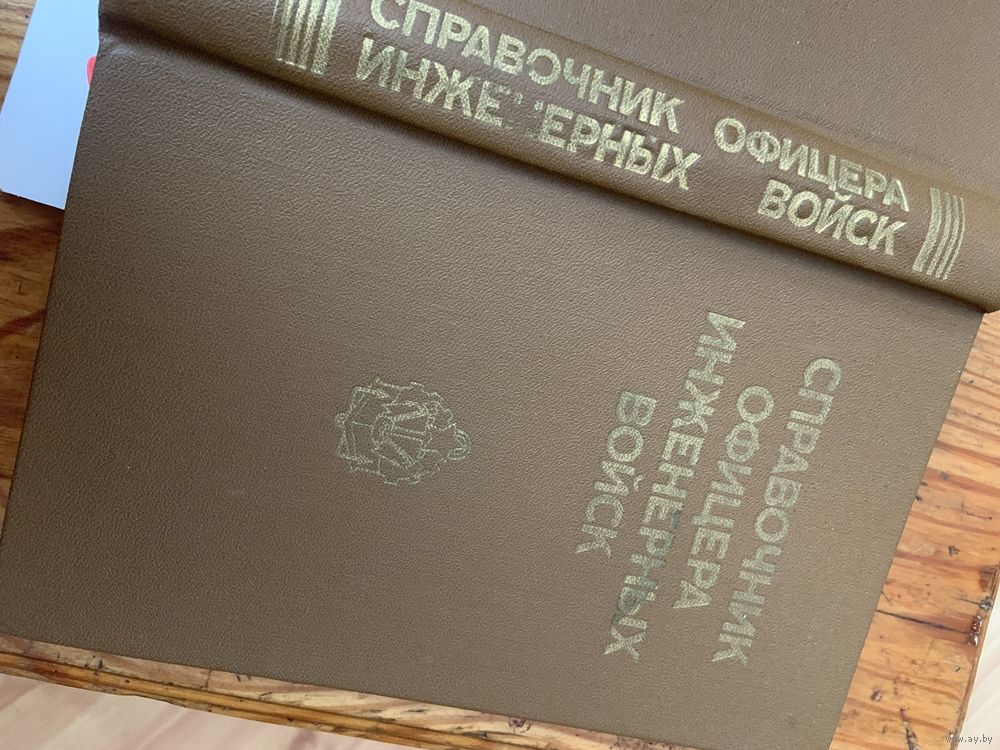 СПРАВОЧНИК ОФИЦЕРА
ИНЖЕНЕРНЫХ ВОЙСК
СПРАВОЧНИК
ОФИЦЕРА
ИНЖЕНЕРНЫХ
ВОЙСК
www.ay.by